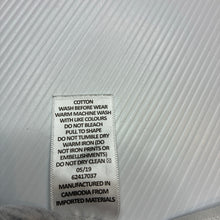 COTTON
WASH BEFORE WEAR
WARM MACHINE WASH
WITH LIKE COLOURS
DO NOT BLEACH
PULL TO SHAPE
DO NOT TUMBLE DRY
WARM IRON (DO
NOT IRON PRINTS OR
EMBELLISHMENTS)
DO NOT DRY CLEAN
05/19
62417037
MANUFACTURED IN
CAMBODIA FROM
IMPORTED MATERIALS